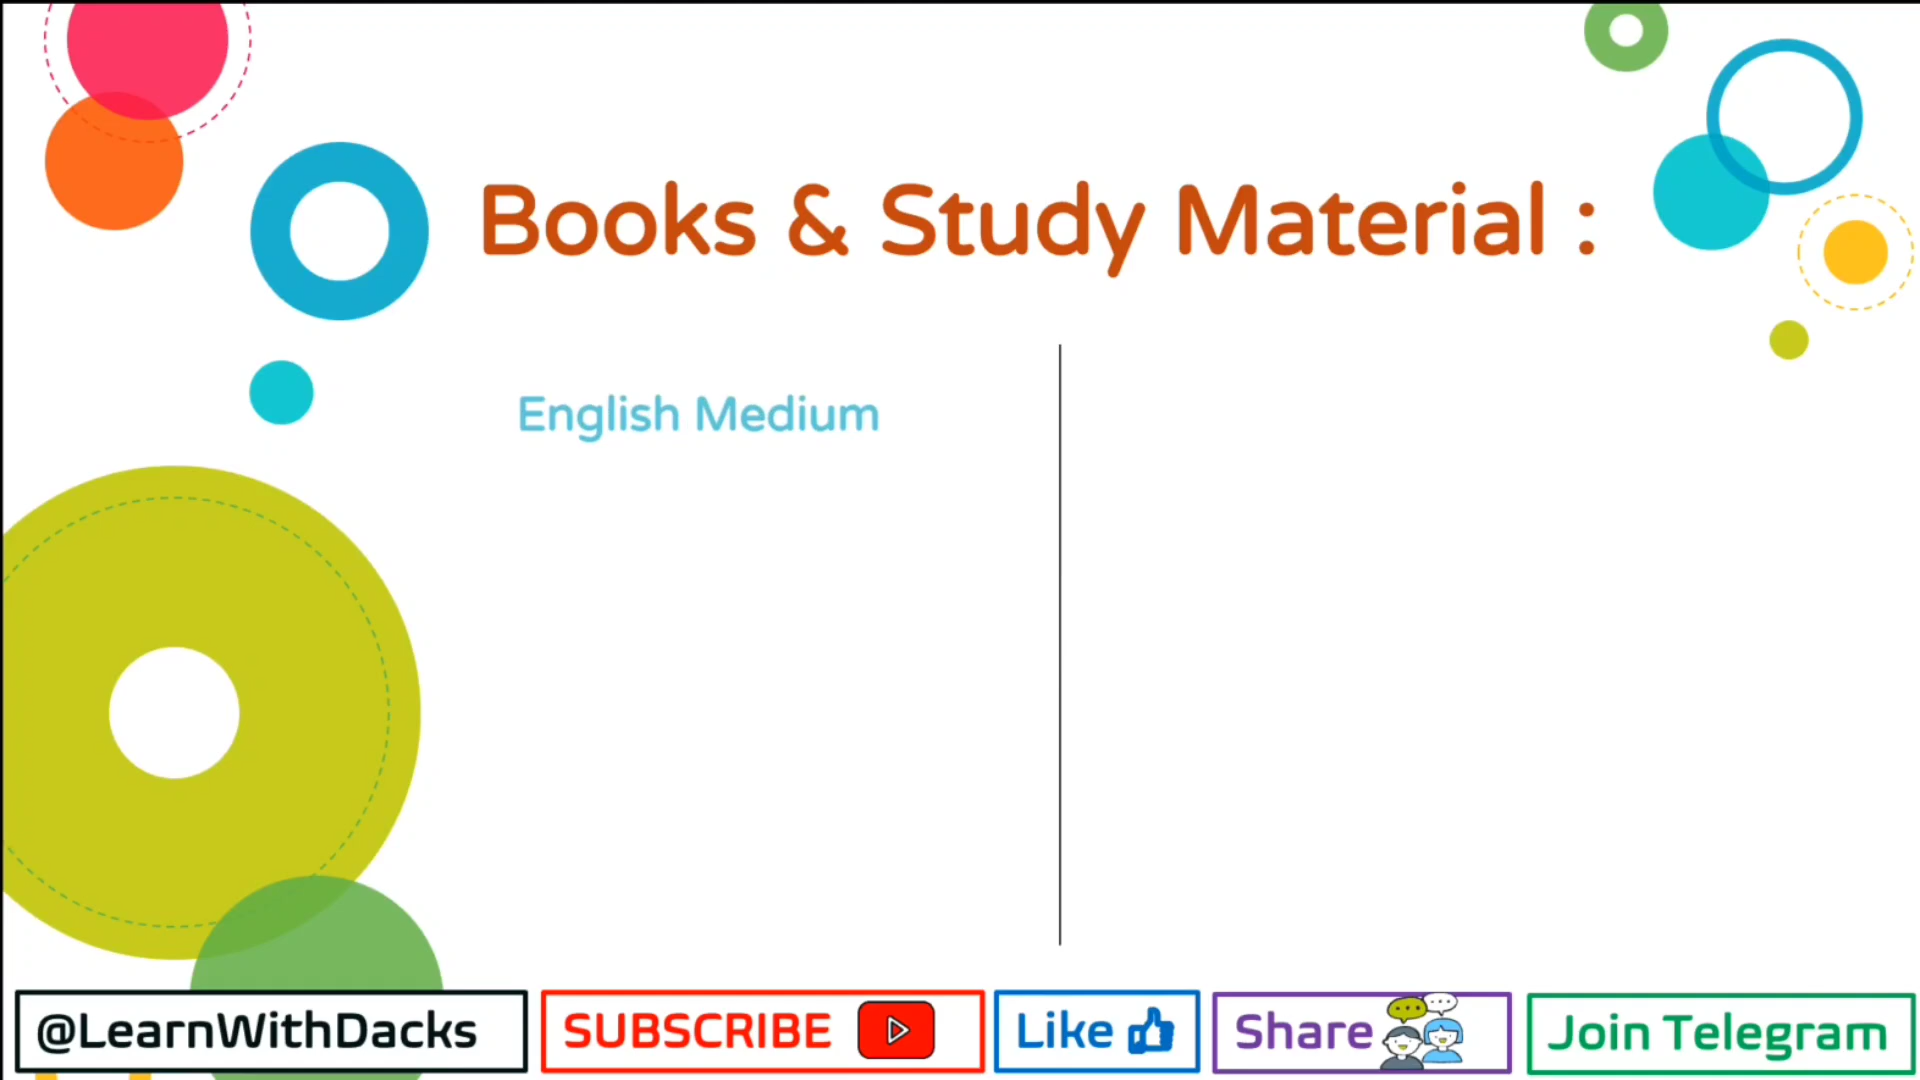 Books & Study Material :
English Medium
@LearnWithDacks
SUBSCRIBE
Like
Share
Join Telegram